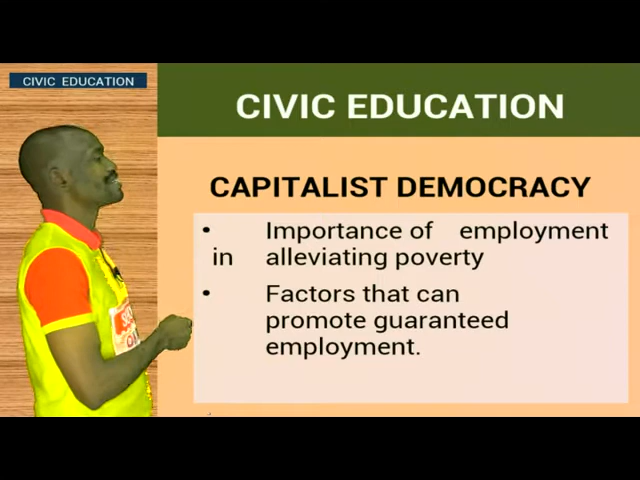 CIVIC EDUCATION
CIVIC EDUCATION
CAPITALIST DEMOCRACY
• Importance of employment
in alleviating poverty
• Factors that can
promote guaranteed
employment.